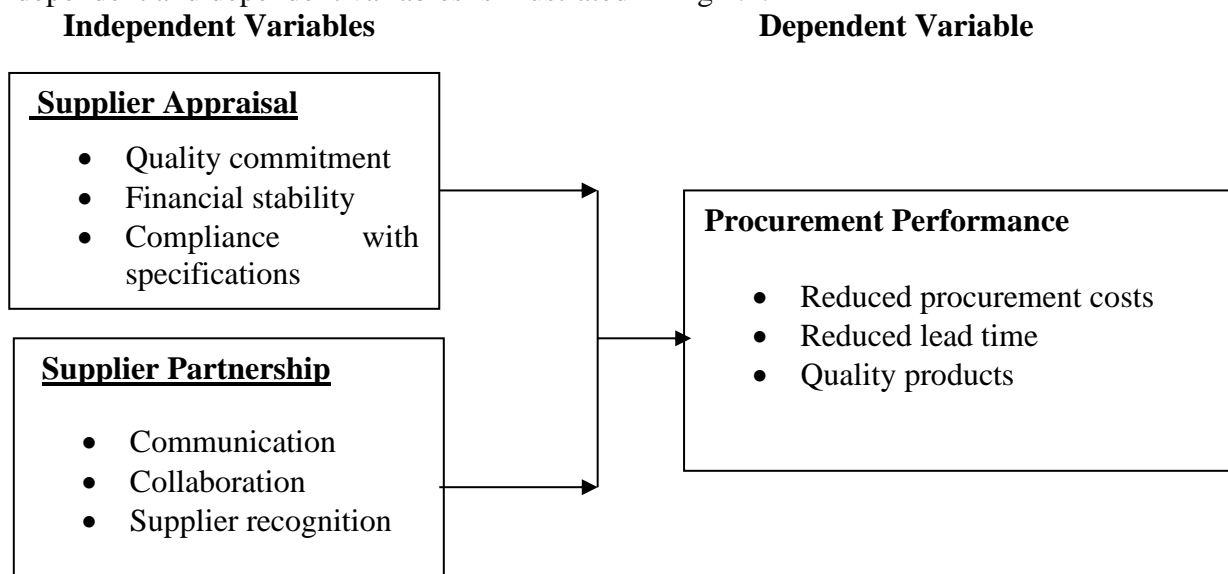 Independent Variables
Dependent Variable
Supplier Appraisal
• Quality commitment
• Financial stability
• Compliance with
specifications
Supplier Partnership
• Communication
• Collaboration
• Supplier recognition
Procurement Performance
• Reduced procurement costs
• Reduced lead time
• Quality products